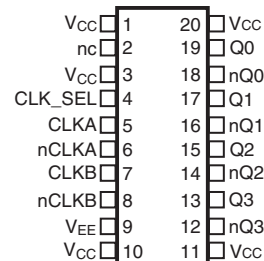 VCC 1 20 VCC
nc 2 19 Q0
VCC 3 18 nQ0
CLK_SEL 4 17 Q1
CLKA 5 16 nQ1
nCLKA 6 15 Q2
CLKB 7 14 nQ2
nCLKB 8 13 Q3
VEE 9 12 nQ3
VCC 10 11 VCC